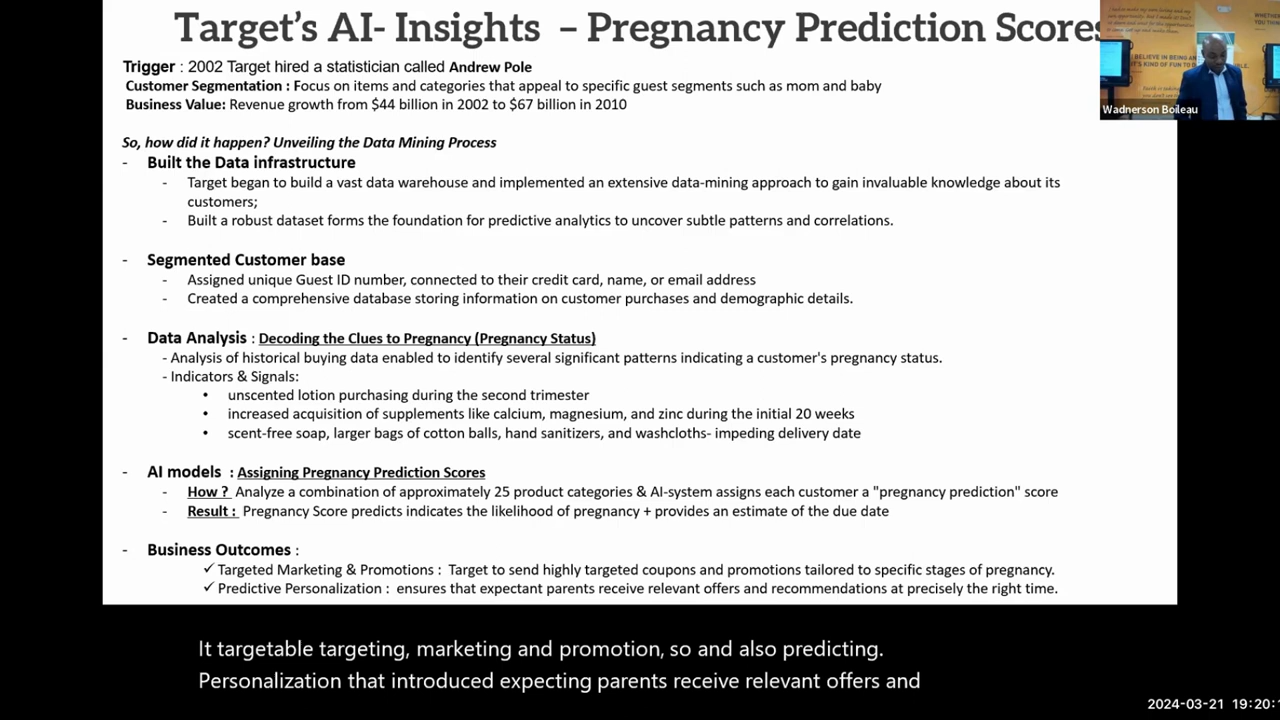 Target's AI- Insights – Pregnancy Prediction Scores
Trigger : 2002 Target hired a statistician called Andrew Pole
Customer Segmentation : Focus on items and categories that appeal to specific guest segments such as mom and baby
Business Value: Revenue growth from $44 billion in 2002 to $67 billion in 2010
So, how did it happen? Unveiling the Data Mining Process
- Built the Data infrastructure
- Target began to build a vast data warehouse and implemented an extensive data-mining approach to gain invaluable knowledge about its
customers;
- Built a robust dataset forms the foundation for predictive analytics to uncover subtle patterns and correlations.
- Segmented Customer base
- Assigned unique Guest ID number, connected to their credit card, name, or email address
- Created a comprehensive database storing information on customer purchases and demographic details.
- Data Analysis : Decoding the Clues to Pregnancy (Pregnancy Status)
- Analysis of historical buying data enabled to identify several significant patterns indicating a customer's pregnancy status.
- Indicators & Signals:
• unscented lotion purchasing during the second trimester
• increased acquisition of supplements like calcium, magnesium, and zinc during the initial 20 weeks
• scent-free soap, larger bags of cotton balls, hand sanitizers, and washcloths- impeding delivery date
- AI models : Assigning Pregnancy Prediction Scores
- How ? Analyze a combination of approximately 25 product categories & AI-system assigns each customer a "pregnancy prediction" score
- Result : Pregnancy Score predicts indicates the likelihood of pregnancy + provides an estimate of the due date
- Business Outcomes :
✓ Targeted Marketing & Promotions : Target to send highly targeted coupons and promotions tailored to specific stages of pregnancy.
✓ Predictive Personalization : ensures that expectant parents receive relevant offers and recommendations at precisely the right time.
Wadnerson Boileau
It targetable targeting, marketing and promotion, so and also predicting.
Personalization that introduced expecting parents receive relevant offers and
2024-03-21 19:20: